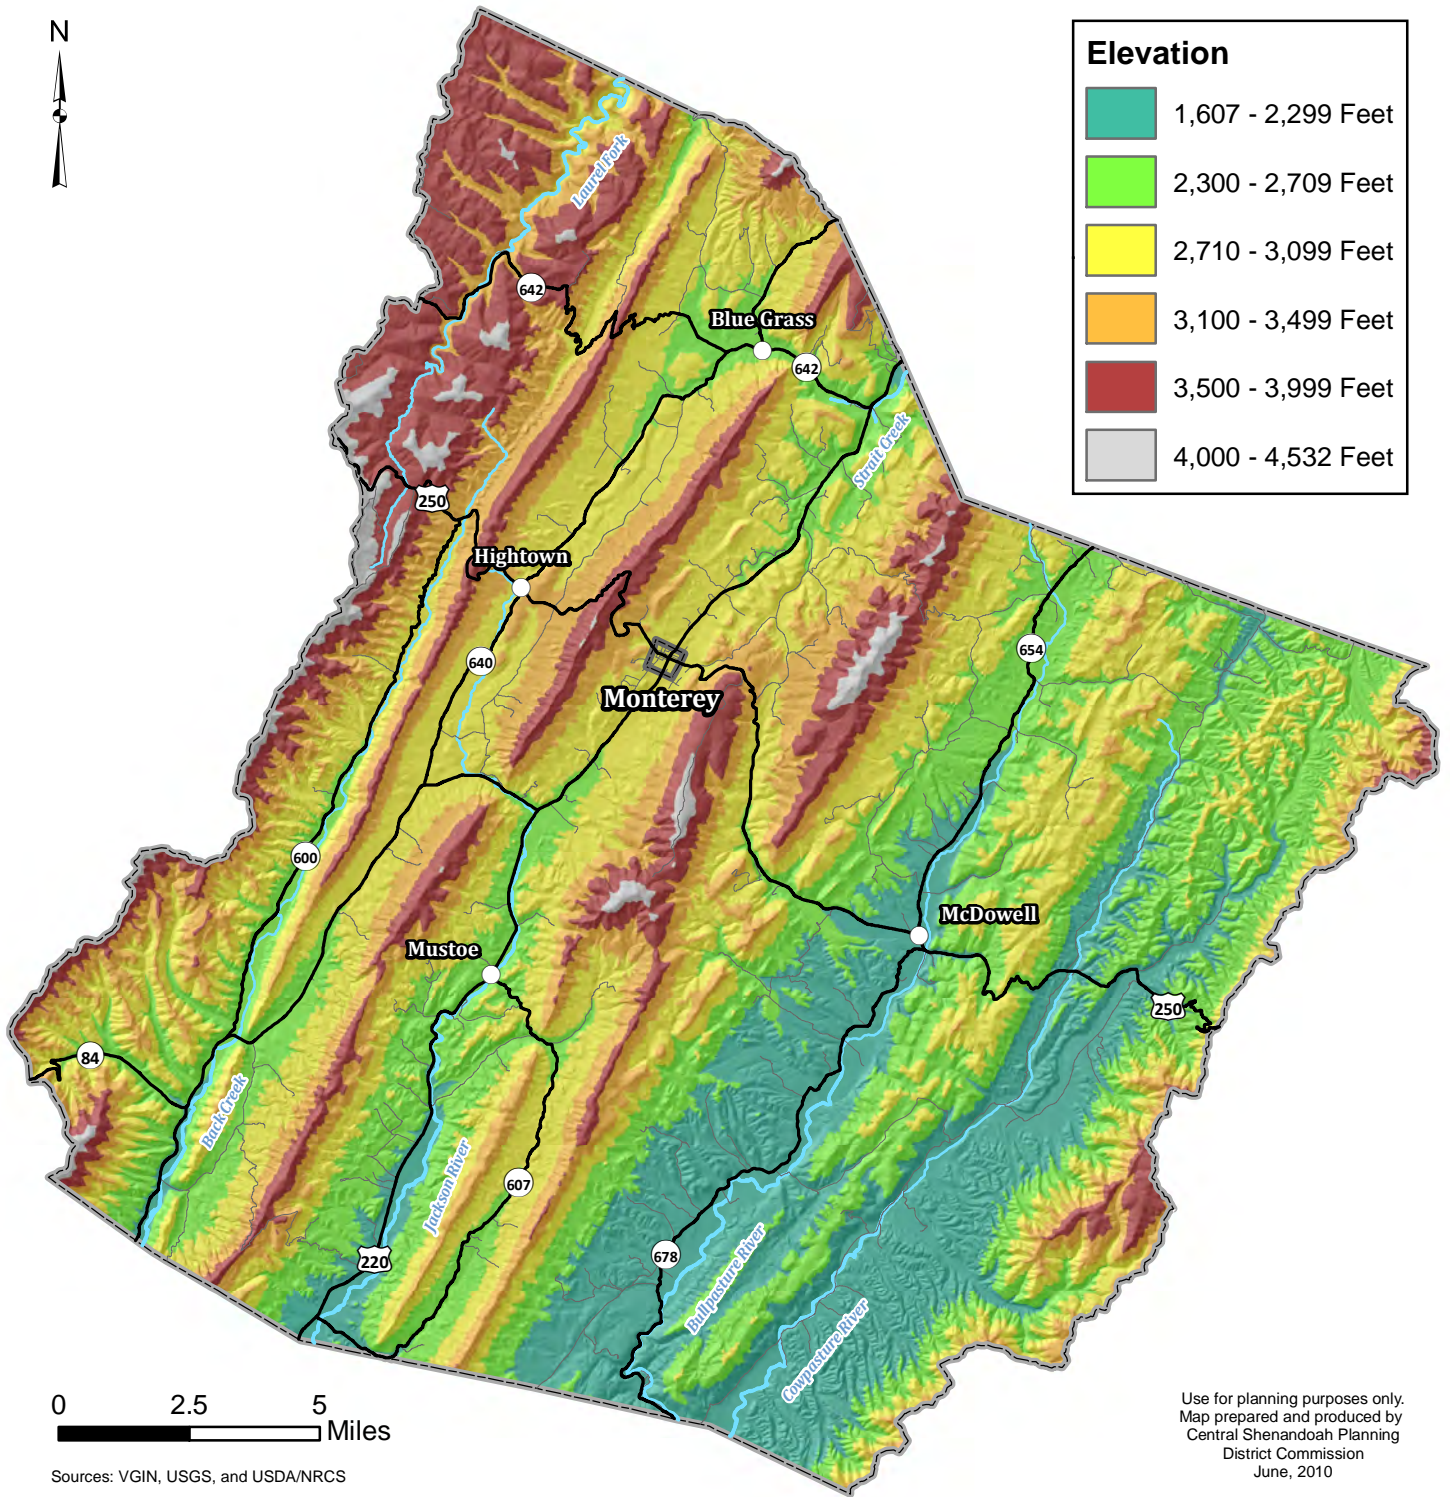 N
Elevation
1,607 - 2,299 Feet
2,300 - 2,709 Feet
2,710 - 3,099 Feet
3,100 - 3,499 Feet
3,500 - 3,999 Feet
4,000 - 4,532 Feet
Laurel Fork
642
Blue Grass
642
Strait Creek
250
Hightown
640
654
Monterey
600
McDowell
Mustoe
250
84
Back Creek
Jackson River
607
220
678
Bullpasture River
Cowpasture River
0 2.5 5
Miles
Sources: VGIN, USGS, and USDA/NRCS
Use for planning purposes only.
Map prepared and produced by
Central Shenandoah Planning
District Commission
June, 2010